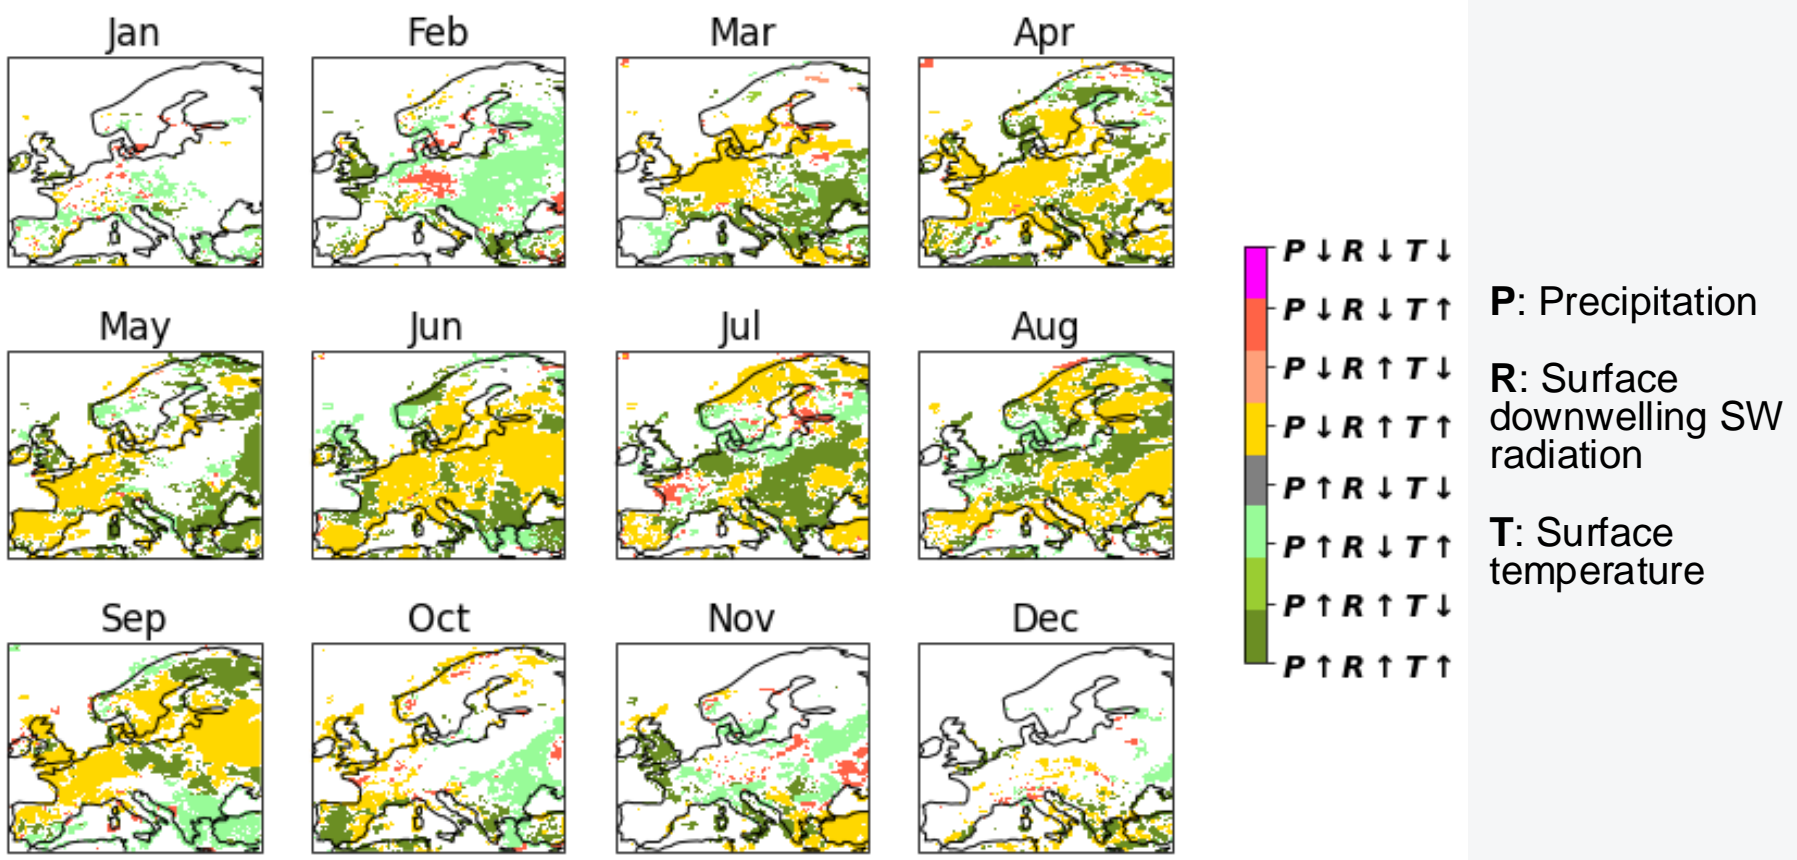 Jan
Feb
Mar
Apr
May
Jun
Jul
Aug
Sep
Oct
Nov
Dec
P ↓ R ↓ T ↓
P ↓ R ↓ T ↑
P ↓ R ↑ T ↓
P ↓ R ↑ T ↑
P ↑ R ↓ T ↓
P ↑ R ↓ T ↑
P ↑ R ↑ T ↓
P ↑ R ↑ T ↑
P: Precipitation
R: Surface
downwelling SW
radiation
T: Surface
temperature